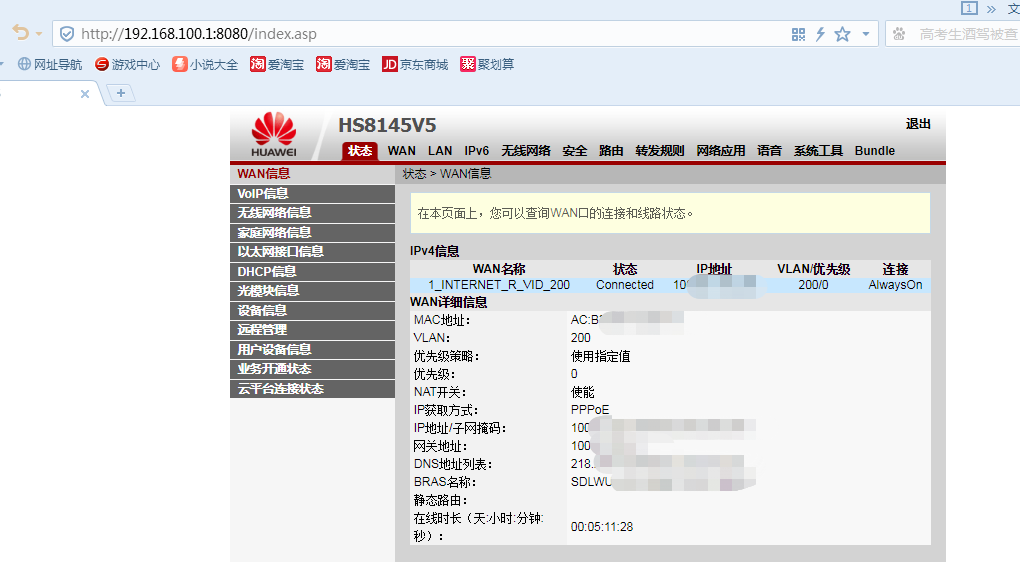 1 » 文
http://192.168.100.1:8080/index.asp 高考生酒驾被查
网址导航 游戏中心 小说大全 淘 爱淘宝 淘 爱淘宝 JD 京东商城 聚 聚划算
HUAWEI
HS8145V5
退出
状态 WAN LAN IPv6 无线网络 安全 路由 转发规则 网络应用 语音 系统工具 Bundle
WAN信息
VoIP信息
无线网络信息
家庭网络信息
以太网接口信息
DHCP信息
光模块信息
设备信息
远程管理
用户设备信息
业务开通状态
云平台连接状态
状态 > WAN信息
在本页面上，您可以查询WAN口的连接和线路状态。
IPv4信息
WAN名称 状态 IP地址 VLAN/优先级 连接
1_INTERNET_R_VID_200 Connected 10 200/0 AlwaysOn
WAN详细信息
MAC地址： AC:B
VLAN： 200
优先级策略： 使用指定值
优先级： 0
NAT开关： 使能
IP获取方式： PPPoE
IP地址/子网掩码： 100
网关地址： 100
DNS地址列表： 218.
BRAS名称： SDLWU
静态路由：
在线时长（天:小时:分钟:
秒）： 00:05:11:28